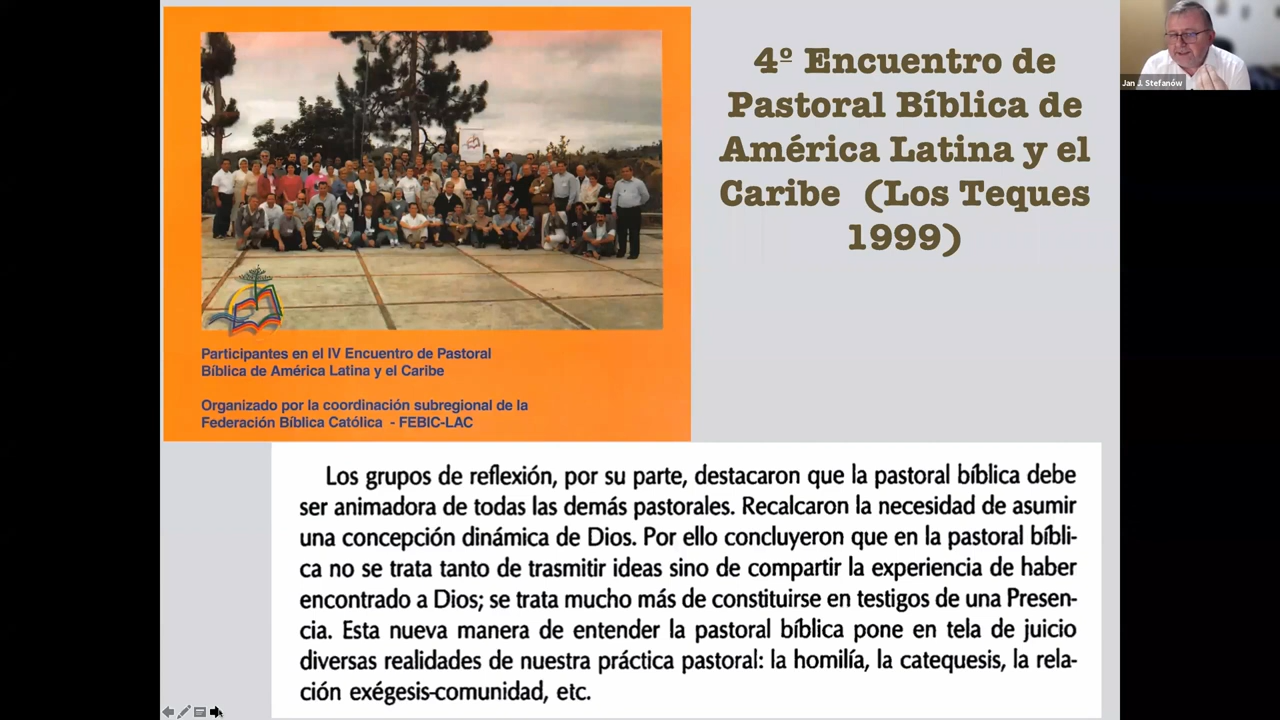 4º Encuentro de
Pastoral Bíblica de
América Latina y el
Caribe (Los Teques
1999)
Jan J. Stefanów
Participantes en el IV Encuentro de Pastoral
Bíblica de América Latina y el Caribe
Organizado por la coordinación subregional de la
Federación Bíblica Católica - FEBIC-LAC
Los grupos de reflexión, por su parte, destacaron que la pastoral bíblica debe
ser animadora de todas las demás pastorales. Recalcaron la necesidad de asumir
una concepción dinámica de Dios. Por ello concluyeron que en la pastoral bíbli-
ca no se trata tanto de trasmitir ideas sino de compartir la experiencia de haber
encontrado a Dios; se trata mucho más de constituirse en testigos de una Presen-
cia. Esta nueva manera de entender la pastoral bíblica pone en tela de juicio
diversas realidades de nuestra práctica pastoral: la homilía, la catequesis, la rela-
ción exégesis-comunidad, etc.